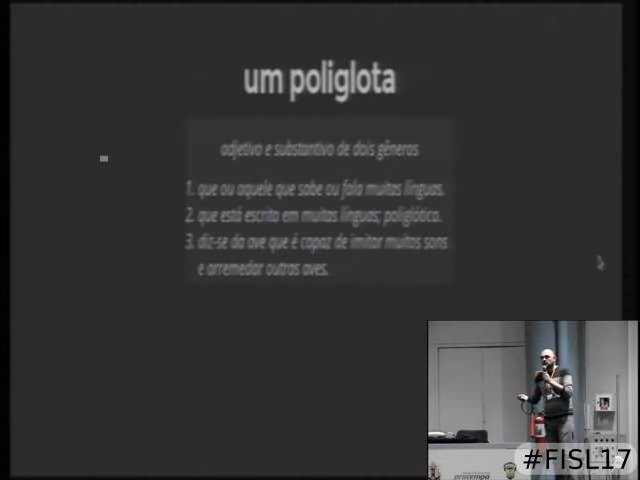 um poliglota
adjetivo e substantivo de dois gêneros
1. que ou aquele que sabe ou fala muitas línguas.
2. que está escrito em muitas línguas; poliglótico.
3. diz-se da ave que é capaz de imitar muitos sons
e arremedar outras aves.
procempa
#FISL17